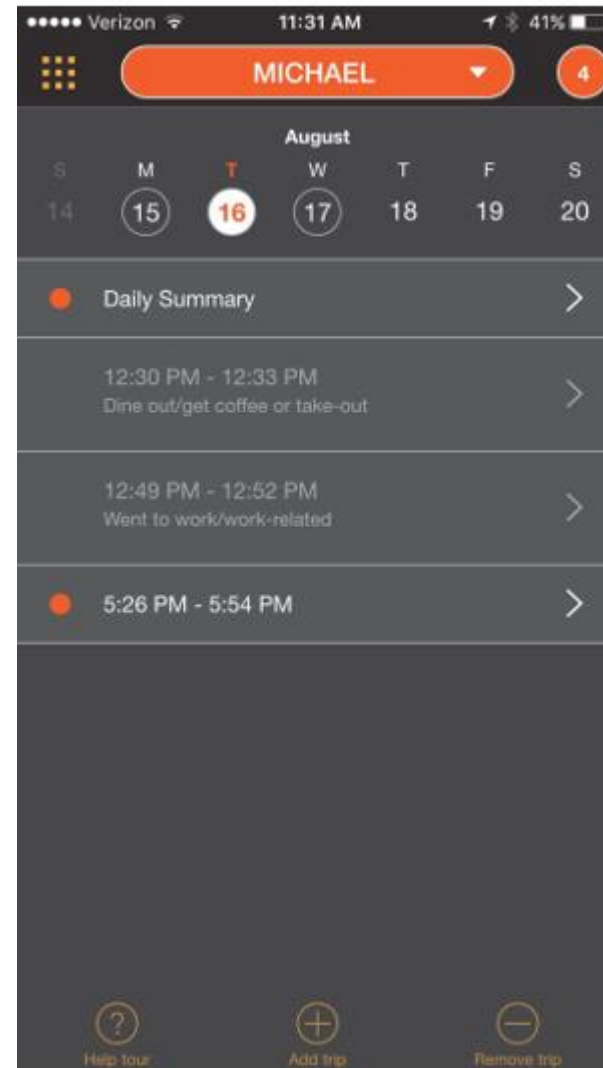 Verizon 11:31 AM 41%
MICHAEL 4
August
S M T W T F S
14 15 16 17 18 19 20
Daily Summary
12:30 PM - 12:33 PM
Dine out/get coffee or take-out
12:49 PM - 12:52 PM
Went to work/work-related
5:26 PM - 5:54 PM
?
Help tour Add trip Remove trip